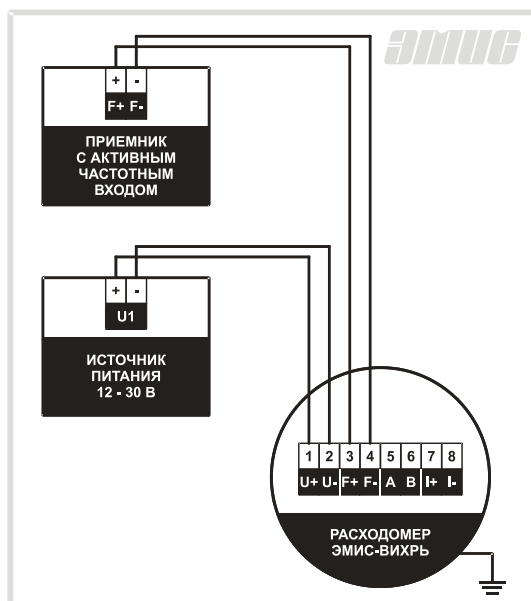 ЭМИС
+ -
F+ F-
ПРИЕМНИК
С АКТИВНЫМ
ЧАСТОТНЫМ
ВХОДОМ
+ -
U1
ИСТОЧНИК
ПИТАНИЯ
12 - 30 В
1 2 3 4 5 6 7 8
U+ U- F+ F- A B I+ I-
РАСХОДОМЕР
ЭМИС-ВИХРЬ